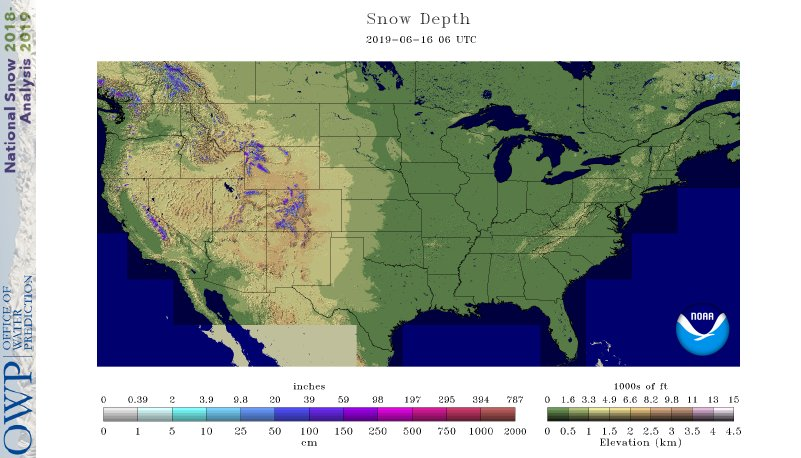 National Snow 2018-
Analysis 2019
OWP
OFFICE OF
WATER
PREDICTION
Snow Depth
2019-06-16 06 UTC
NOAA
inches
0 0.39 2 3.9 9.8 20 39 59 98 197 295 394 787
0 1 5 10 25 50 100 150 250 500 750 1000 2000
cm
1000s of ft
0 1.6 3.3 4.9 6.6 8.2 9.8 11 13 15
0 0.5 1 1.5 2 2.5 3 3.5 4 4.5
Elevation (km)